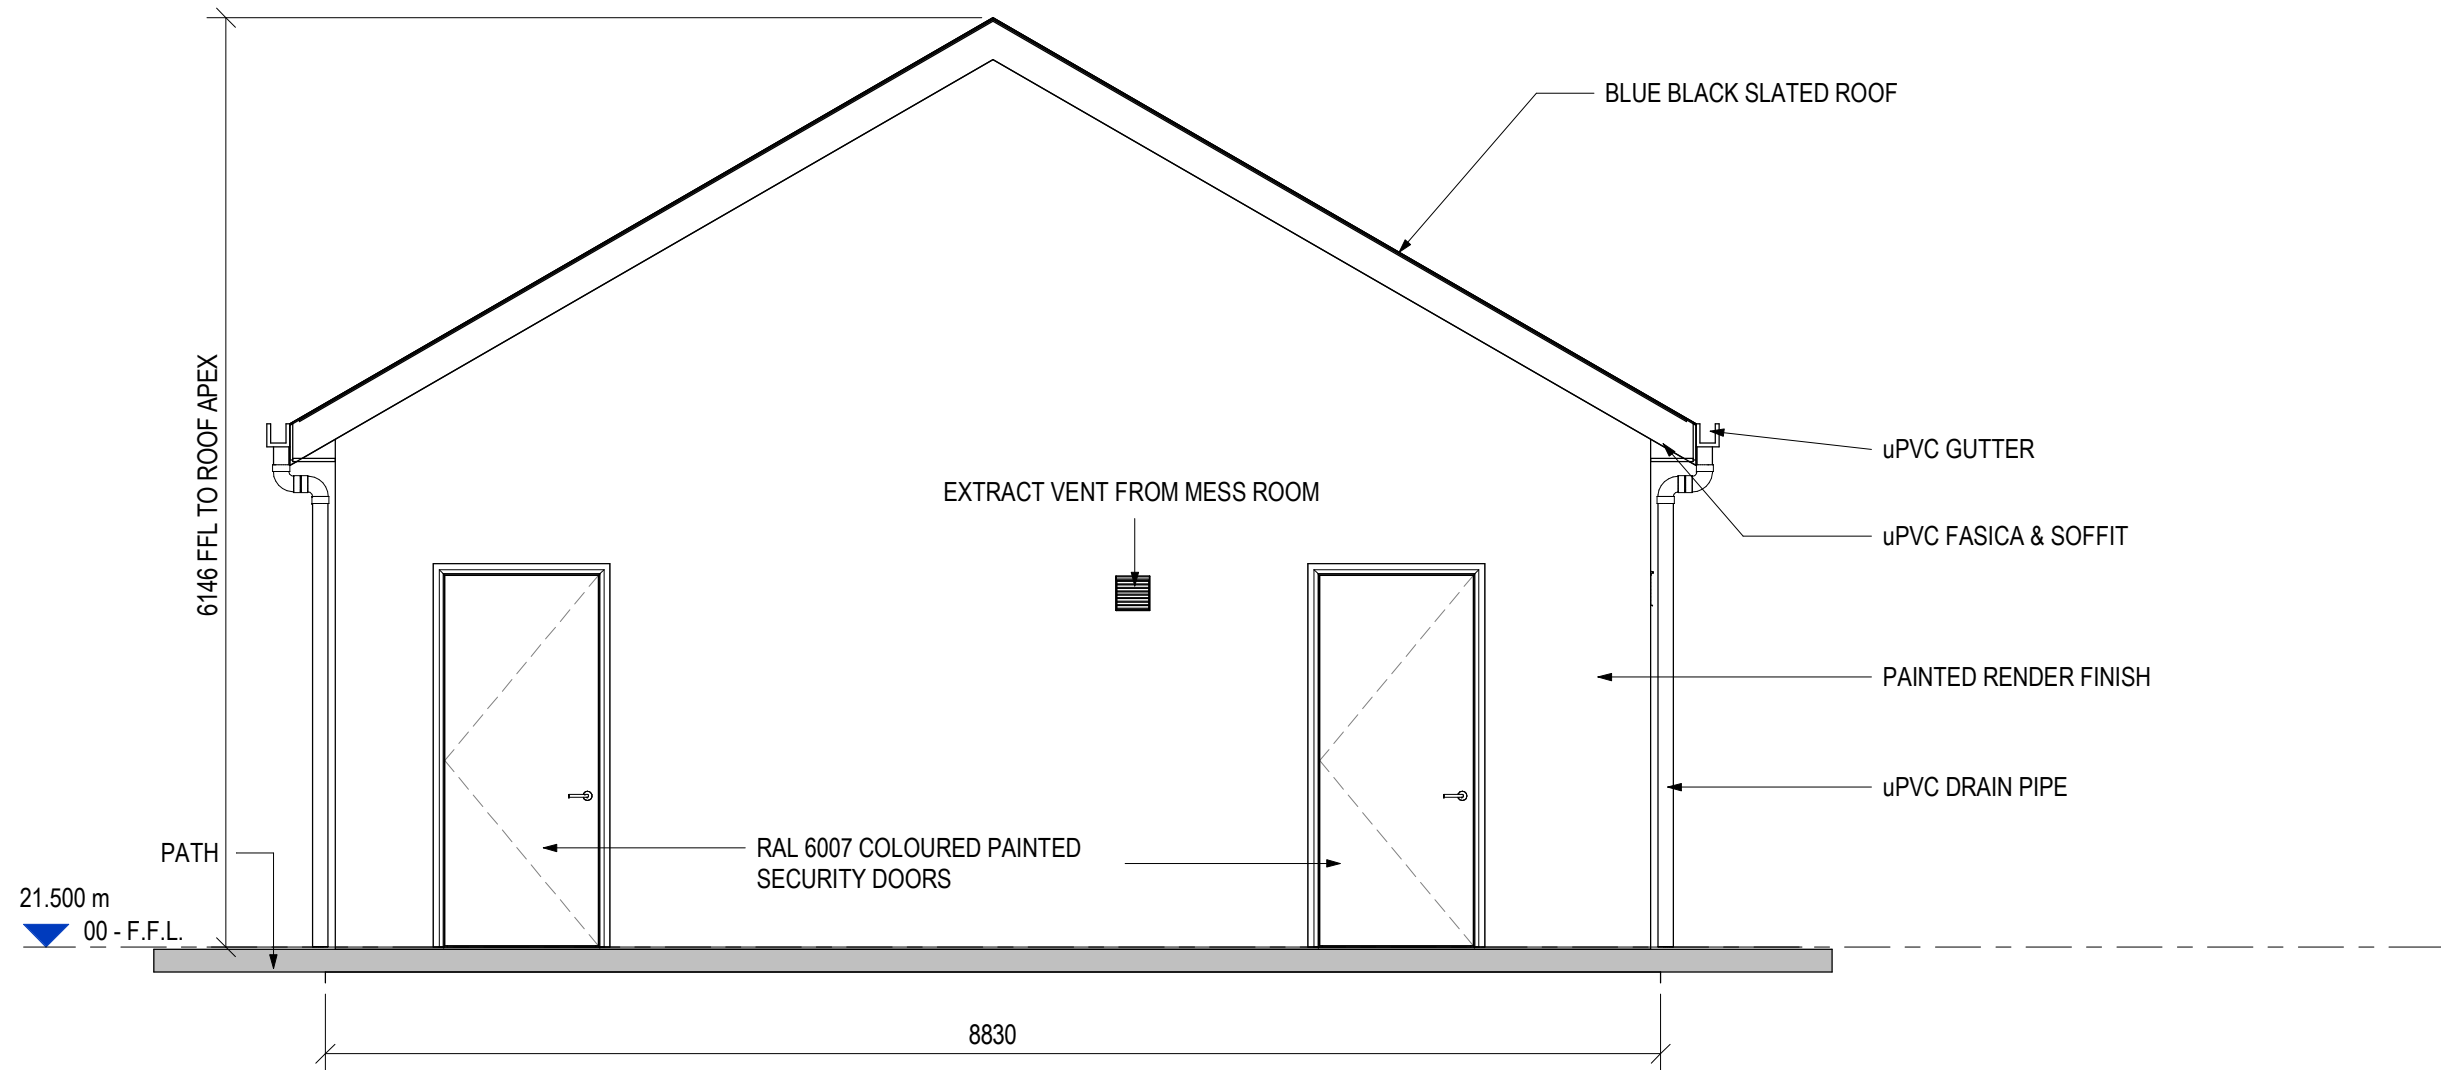 BLUE BLACK SLATED ROOF
6146 FFL TO ROOF APEX
uPVC GUTTER
EXTRACT VENT FROM MESS ROOM
uPVC FASICA & SOFFIT
PAINTED RENDER FINISH
uPVC DRAIN PIPE
PATH
RAL 6007 COLOURED PAINTED
SECURITY DOORS
21.500 m
00 - F.F.L.
8830